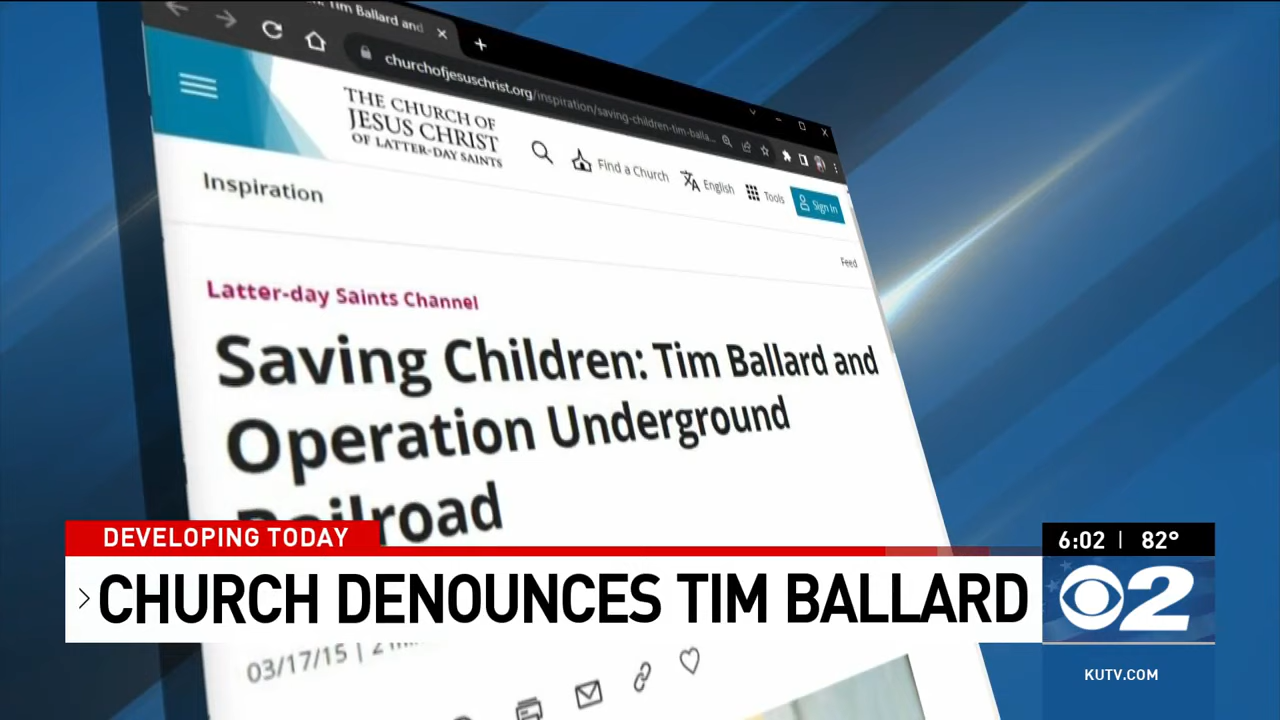 Tim Ballard and
churchofjesuschrist.org/inspiration/saving-children-tim-balla...
THE CHURCH OF
JESUS CHRIST
OF LATTER-DAY SAINTS
Find a Church
English
Tools
Sign In
Inspiration
Feed
Latter-day Saints Channel
Saving Children: Tim Ballard and
Operation Underground
Railroad
DEVELOPING TODAY
CHURCH DENOUNCES TIM BALLARD
6:02 | 82°
2
03/17/15 | 2
KUTV.COM